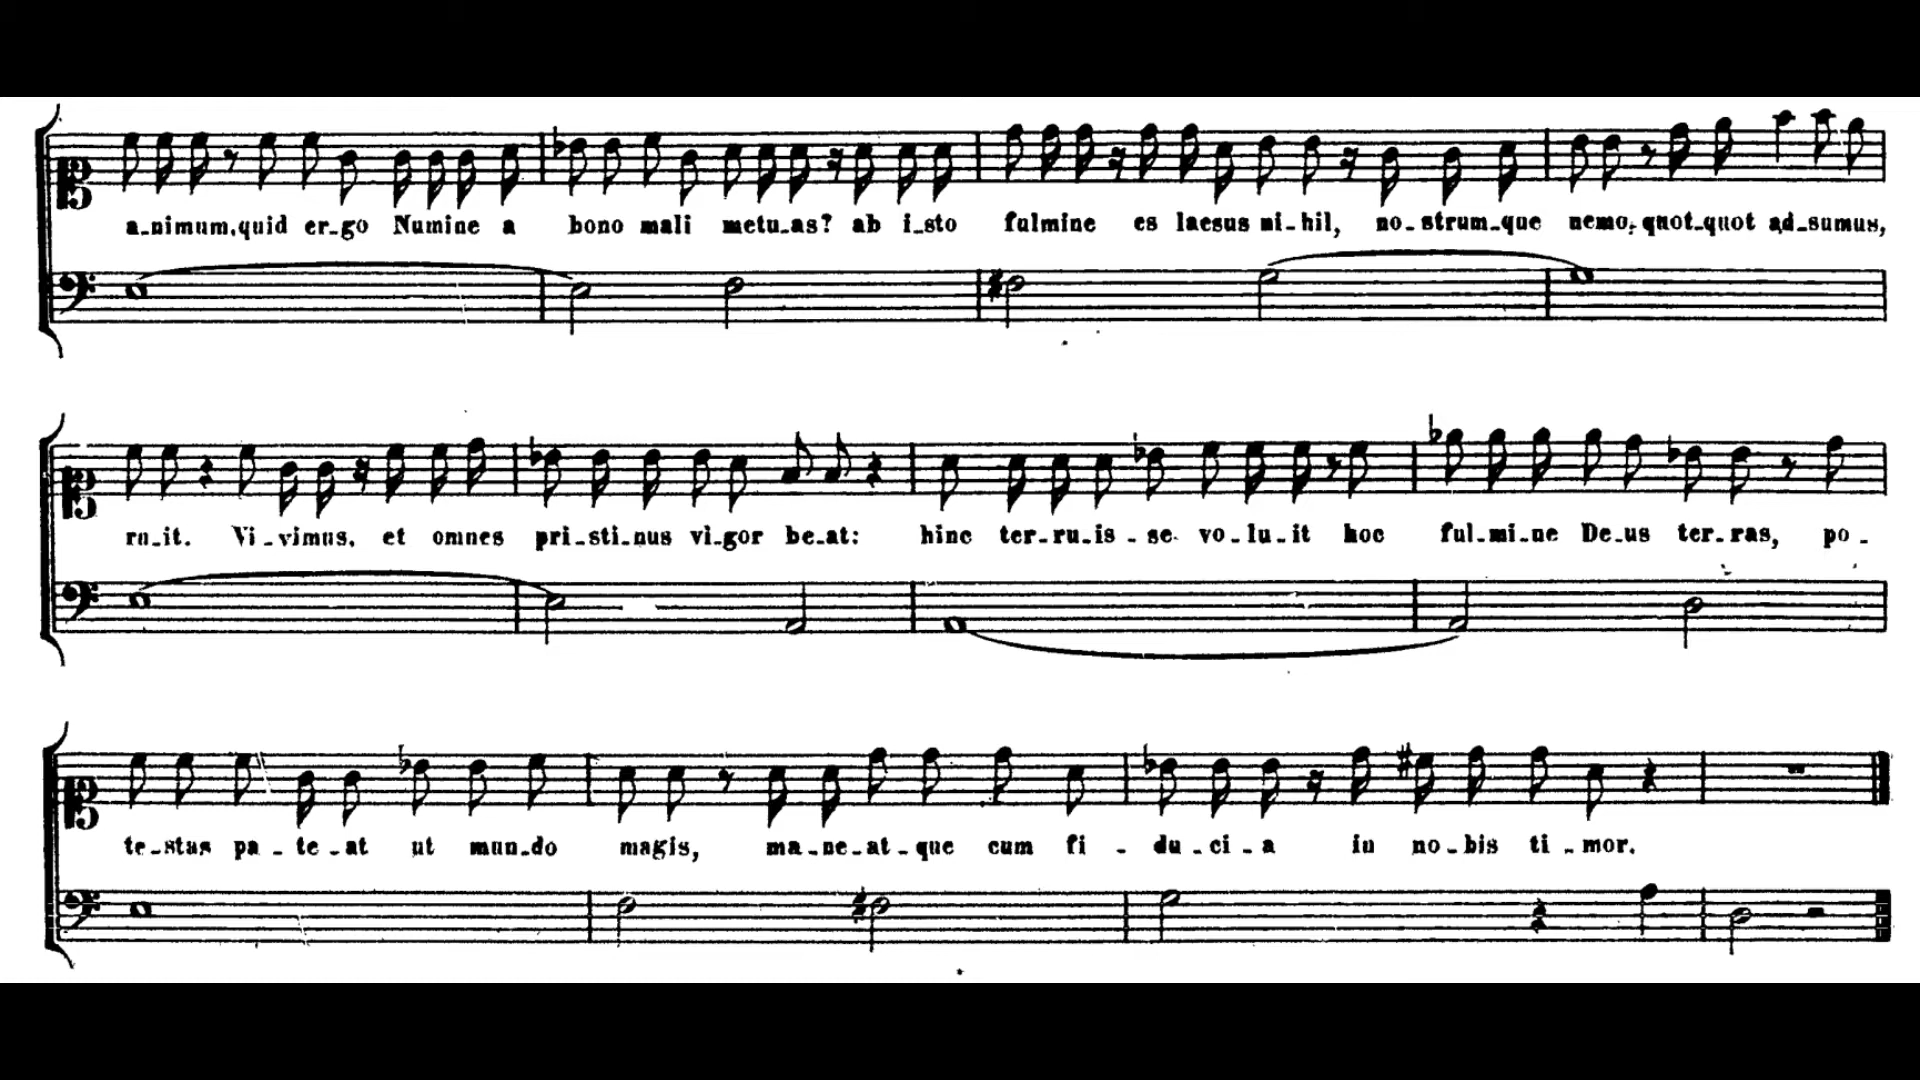 a_nimum,quid er_go Numine a bono mali metu_as? ab i_sto fulmine es laesus ni_hil, no_strum_que nemo, quot_quot ad_sumus,
ru_it. Vi_vimus, et omnes pri_sti_nus vi_gor be_at: hinc ter_ru_is_se vo_lu_it hoc ful_mi_ne De_us ter_ras, po_
te_stas pa_te_at ut mun_do magis, ma_ne_at_que cum fi_du_ci_a in no_bis ti_mor.